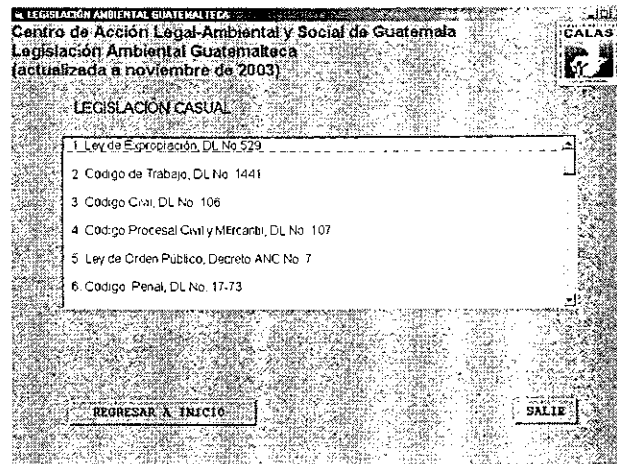 LEGISLACIÓN AMBIENTAL GUATEMALTECA
Centro de Acción Legal-Ambiental y Social de Guatemala
Legislación Ambiental Guatemalteca
(actualizada a noviembre de 2003)
CALAS
LEGISLACIÓN CASUAL
1 Ley de Expropiación, DL No 529
2 Codigo de Trabajo, DL No. 1441
3 Código Civil, DL No. 106
4 Código Procesal Civil y MErcantil, DL No 107
5 Ley de Orden Público, Decreto ANC No 7
6. Código Penal, DL No. 17-73
REGRESAR A INICIO
SALIR